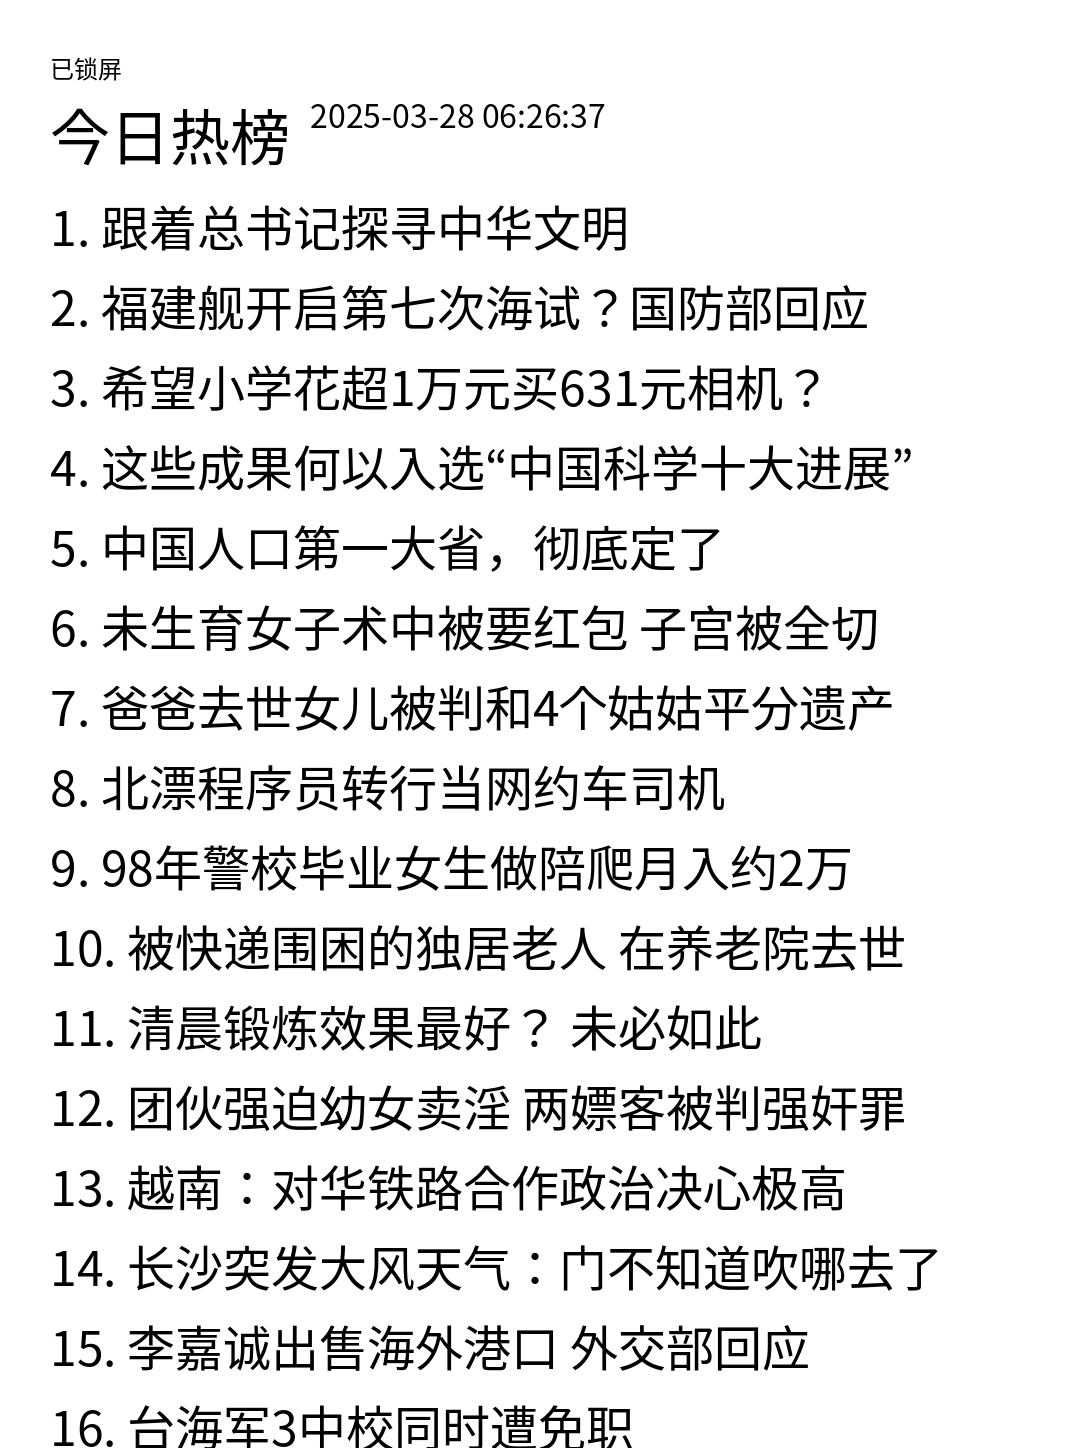 已锁屏
今日热榜 2025-03-28 06:26:37
1. 跟着总书记探寻中华文明
2. 福建舰开启第七次海试？国防部回应
3. 希望小学花超1万元买631元相机？
4. 这些成果何以入选“中国科学十大进展”
5. 中国人口第一大省，彻底定了
6. 未生育女子术中被要红包 子宫被全切
7. 爸爸去世女儿被判和4个姑姑平分遗产
8. 北漂程序员转行当网约车司机
9. 98年警校毕业女生做陪爬月入约2万
10. 被快递围困的独居老人 在养老院去世
11. 清晨锻炼效果最好？ 未必如此
12. 团伙强迫幼女卖淫 两嫖客被判强奸罪
13. 越南：对华铁路合作政治决心极高
14. 长沙突发大风天气：门不知道吹哪去了
15. 李嘉诚出售海外港口 外交部回应
16. 台海军3中校同时遭免职